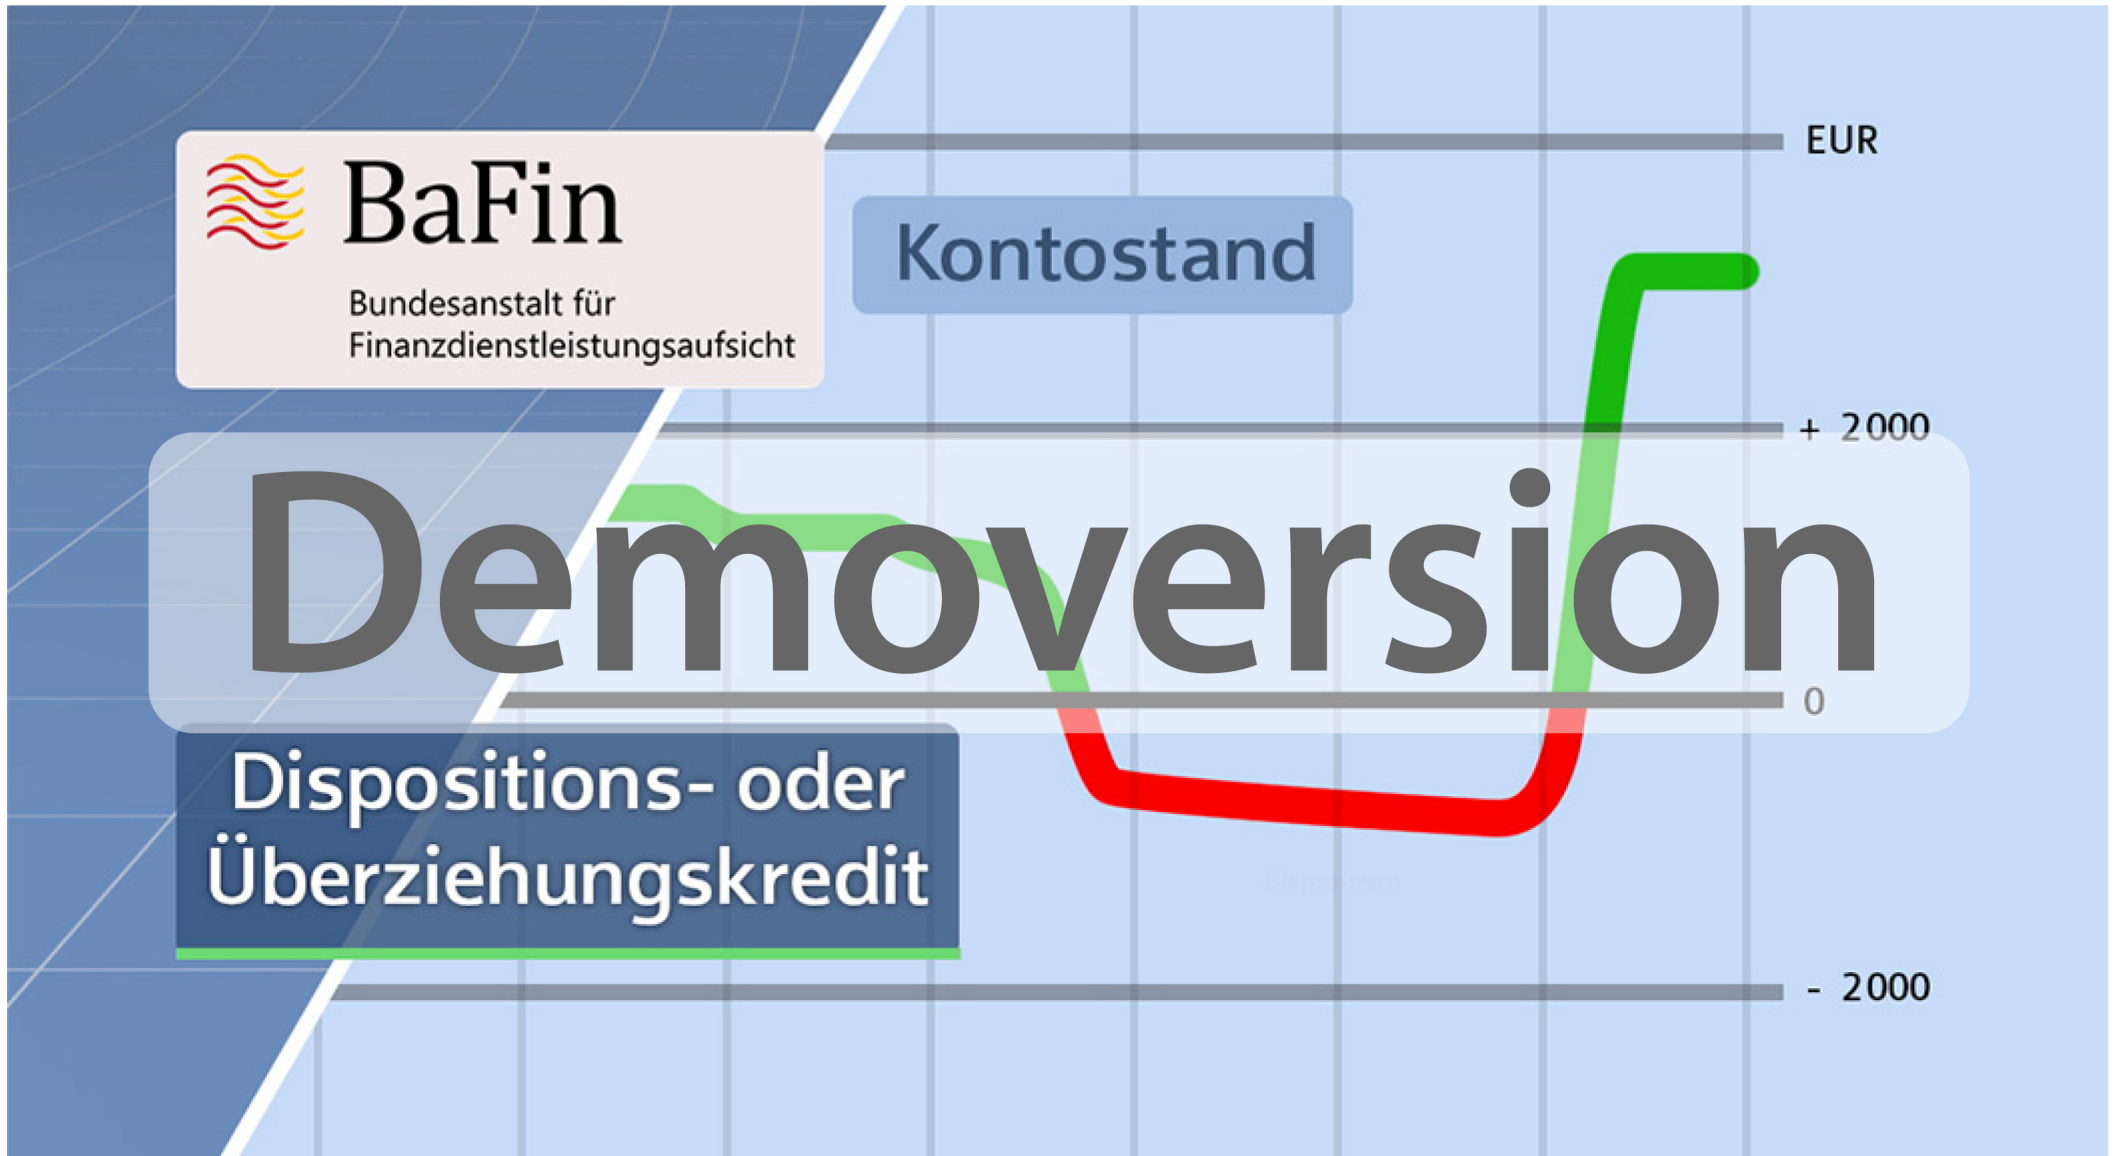 BaFin
Bundesanstalt für
Finanzdienstleistungsaufsicht
EUR
Kontostand
+ 2000
Demoversion
0
Dispositions- oder
Überziehungskredit
- 2000